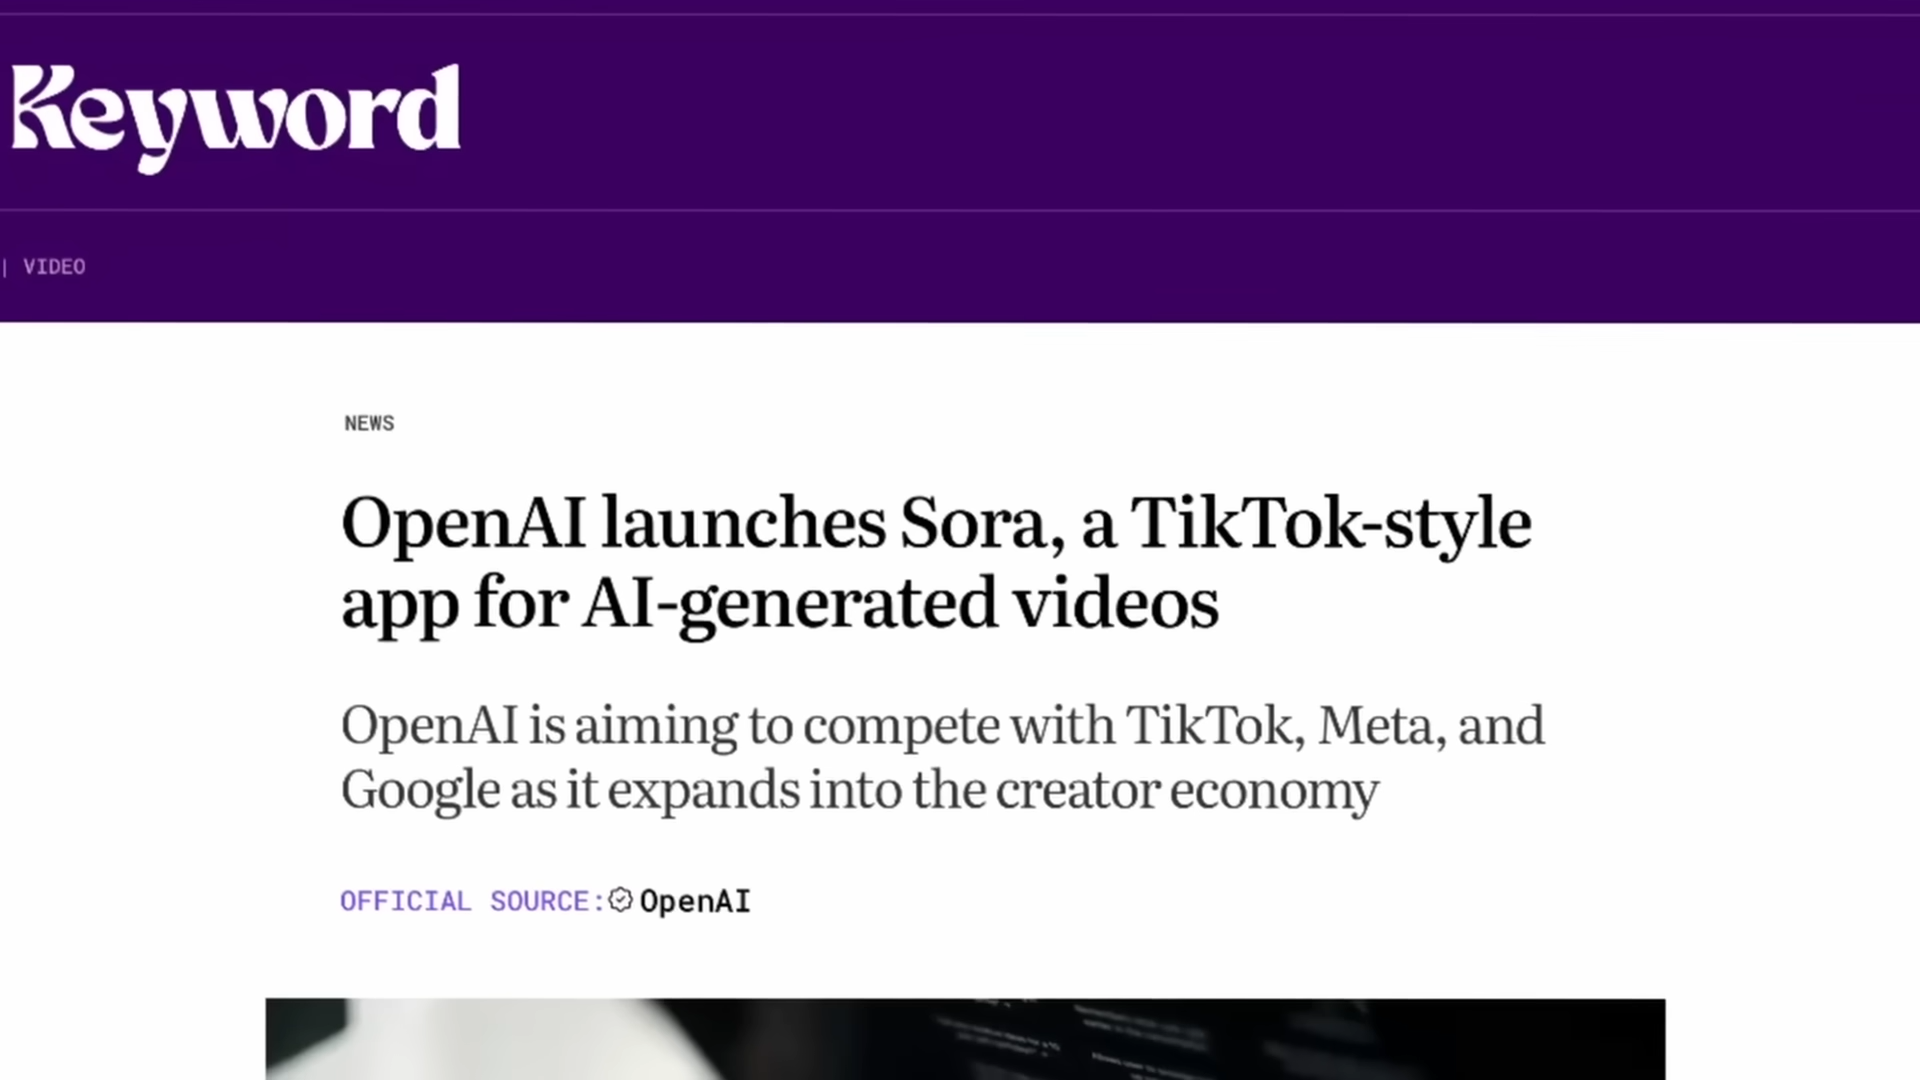 Keyword
| VIDEO
NEWS
OpenAI launches Sora, a TikTok-style
app for AI-generated videos
OpenAI is aiming to compete with TikTok, Meta, and
Google as it expands into the creator economy
OFFICIAL SOURCE: OpenAI